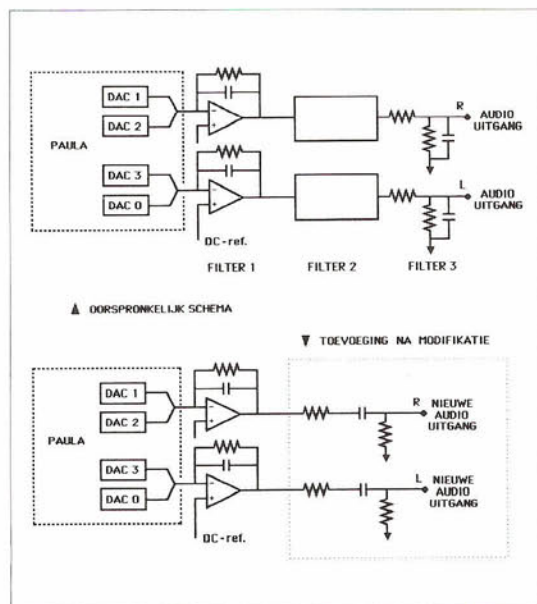 DAC 1
DAC 2
PAULA
DAC 3
DAC 0
R
AUDIO
UITGANG
L
AUDIO
UITGANG
DC-ref.
FILTER 1
FILTER 2
FILTER 3
▲ OORSPRONKELIJK SCHEMA
▼ TOEVOEGING NA MODIFIKATIE
DAC 1
DAC 2
PAULA
DAC 3
DAC 0
R
NIEUWE
AUDIO
UITGANG
L
NIEUWE
AUDIO
UITGANG
DC-ref.